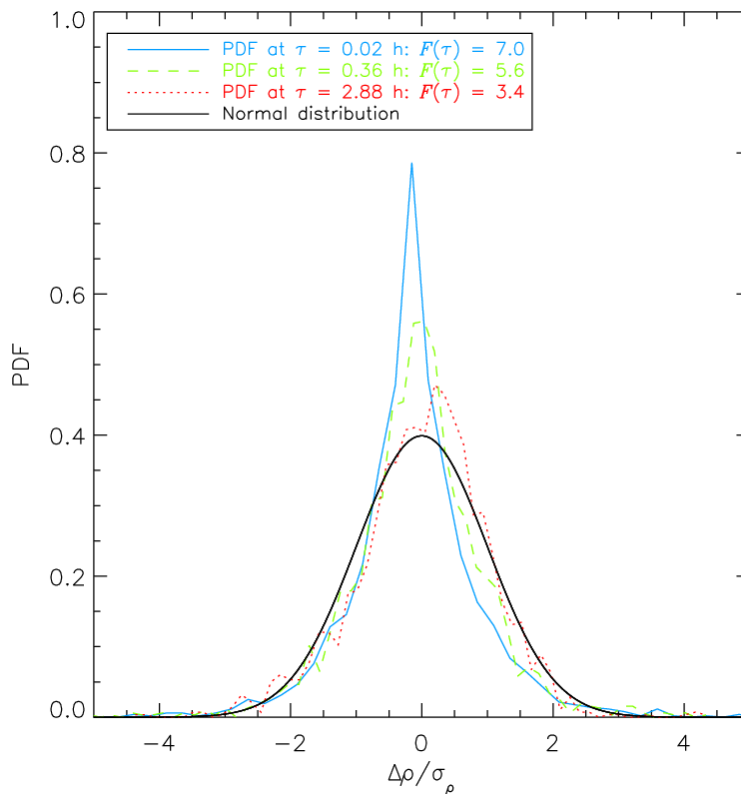 1.0
PDF at τ = 0.02 h: F(τ) = 7.0
PDF at τ = 0.36 h: F(τ) = 5.6
PDF at τ = 2.88 h: F(τ) = 3.4
Normal distribution
0.8
0.6
PDF
0.4
0.2
0.0
−4 −2 0 2 4
Δρ/σρ